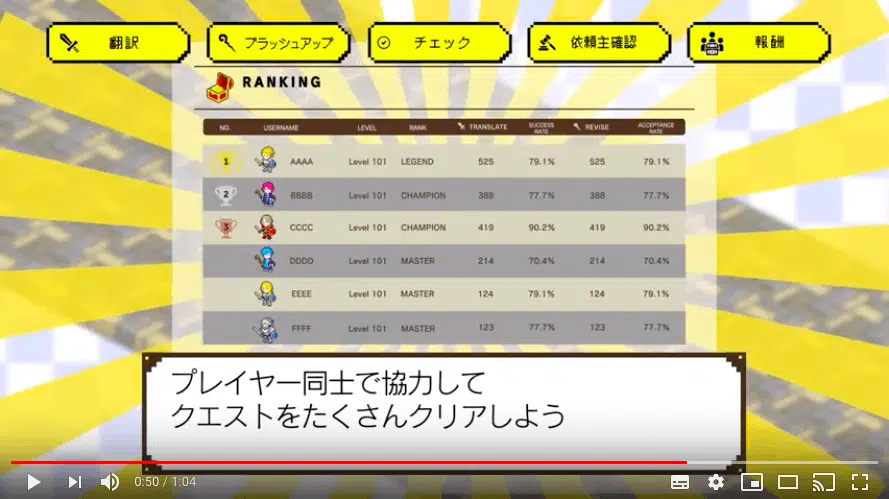 翻訳 ブラッシュアップ チェック 依頼主確認 報酬
RANKING
NO. USERNAME LEVEL RANK TRANSLATE SUCCESS RATE REVISE ACCEPTANCE RATE
1 AAAA Level 101 LEGEND 525 79.1% 525 79.1%
2 BBBB Level 101 CHAMPION 388 77.7% 388 77.7%
3 CCCC Level 101 CHAMPION 419 90.2% 419 90.2%
DDDD Level 101 MASTER 214 70.4% 214 70.4%
EEEE Level 101 MASTER 124 79.1% 124 79.1%
FFFF Level 101 MASTER 123 77.7% 123 77.7%
プレイヤー同士で協力して
クエストをたくさんクリアしよう
0:50 / 1:04